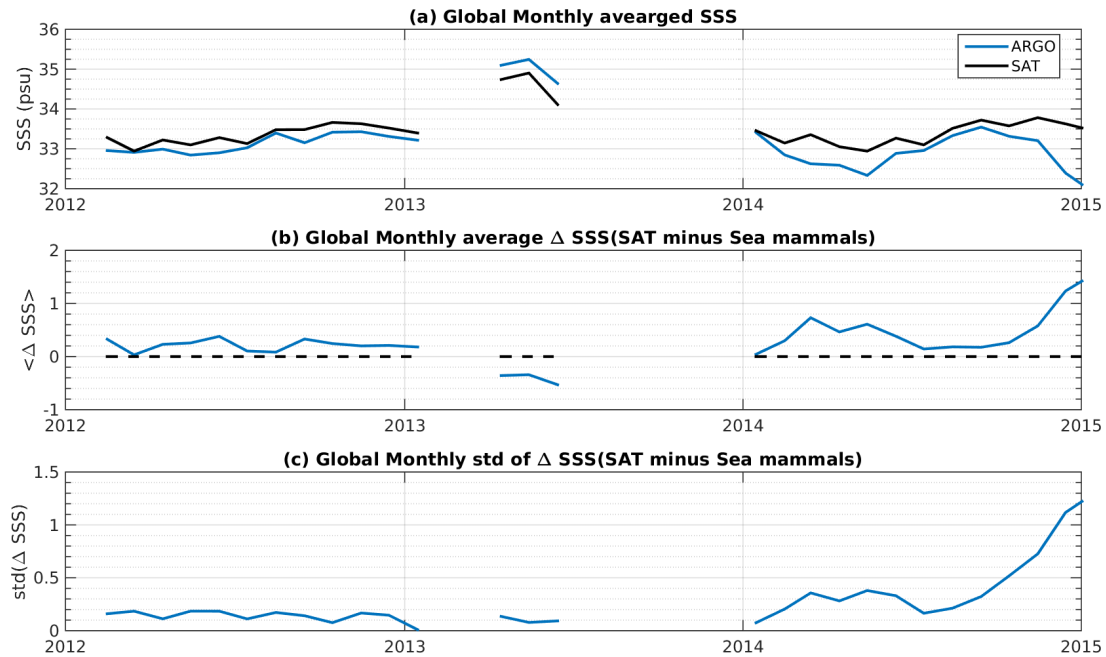 (a) Global Monthly avearged SSS
36
35
34
33
32
SSS (psu)
ARGO
SAT
2012 2013 2014 2015
(b) Global Monthly average Δ SSS(SAT minus Sea mammals)
2
1
0
-1
<Δ SSS>
2012 2013 2014 2015
(c) Global Monthly std of Δ SSS(SAT minus Sea mammals)
1.5
1
0.5
0
std(Δ SSS)
2012 2013 2014 2015